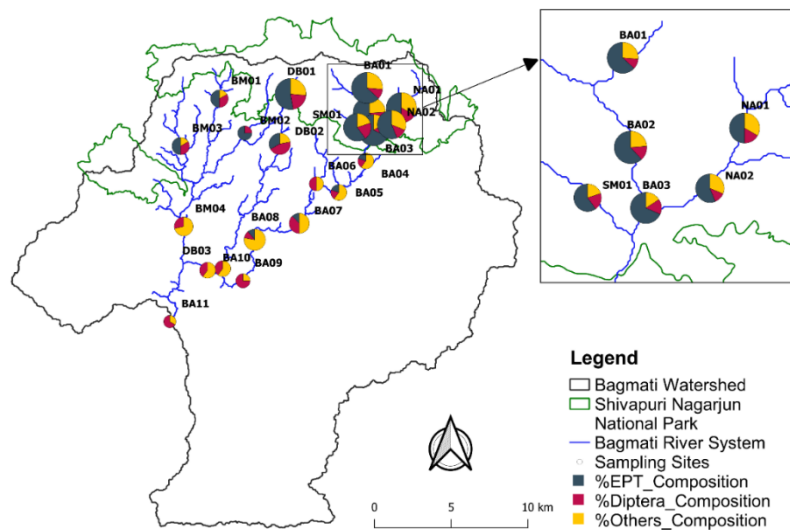 BA01
BM01
DB01
BA01
NA01
SM01
NA02
BM03
BM02
DB02
BA03
BA02
NA01
BA06
BA04
BA05
SM01
BA03
NA02
BM04
BA08
BA07
DB03
BA10
BA09
BA11
Legend
Bagmati Watershed
Shivapuri Nagarjun
National Park
Bagmati River System
Sampling Sites
%EPT_Composition
%Diptera_Composition
%Others_Composition
0 5 10 km